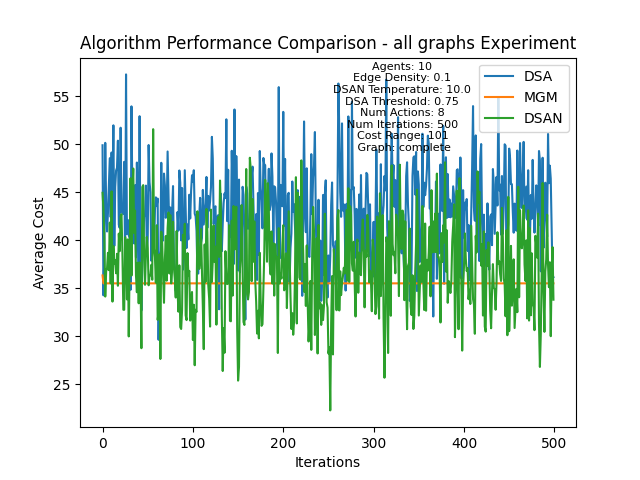 Algorithm Performance Comparison - all graphs Experiment
Agents: 10
Edge Density: 0.1
DSAN Temperature: 10.0
DSA Threshold: 0.75
Num Actions: 8
Num Iterations: 500
Cost Range: 101
Graph: complete
DSA
MGM
DSAN
Average Cost
55
50
45
40
35
30
25
0
100
200
300
400
500
Iterations